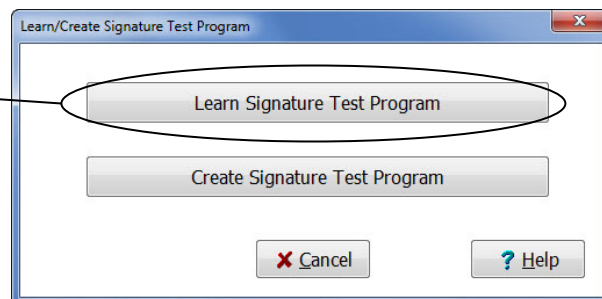 Learn/Create Signature Test Program
Learn Signature Test Program
Create Signature Test Program
Cancel
? Help